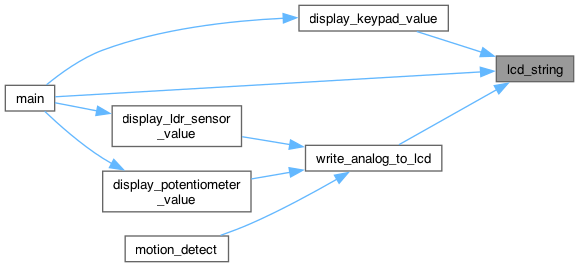 display_keypad_value
lcd_string
main
display_ldr_sensor
_value
write_analog_to_lcd
display_potentiometer
_value
motion_detect